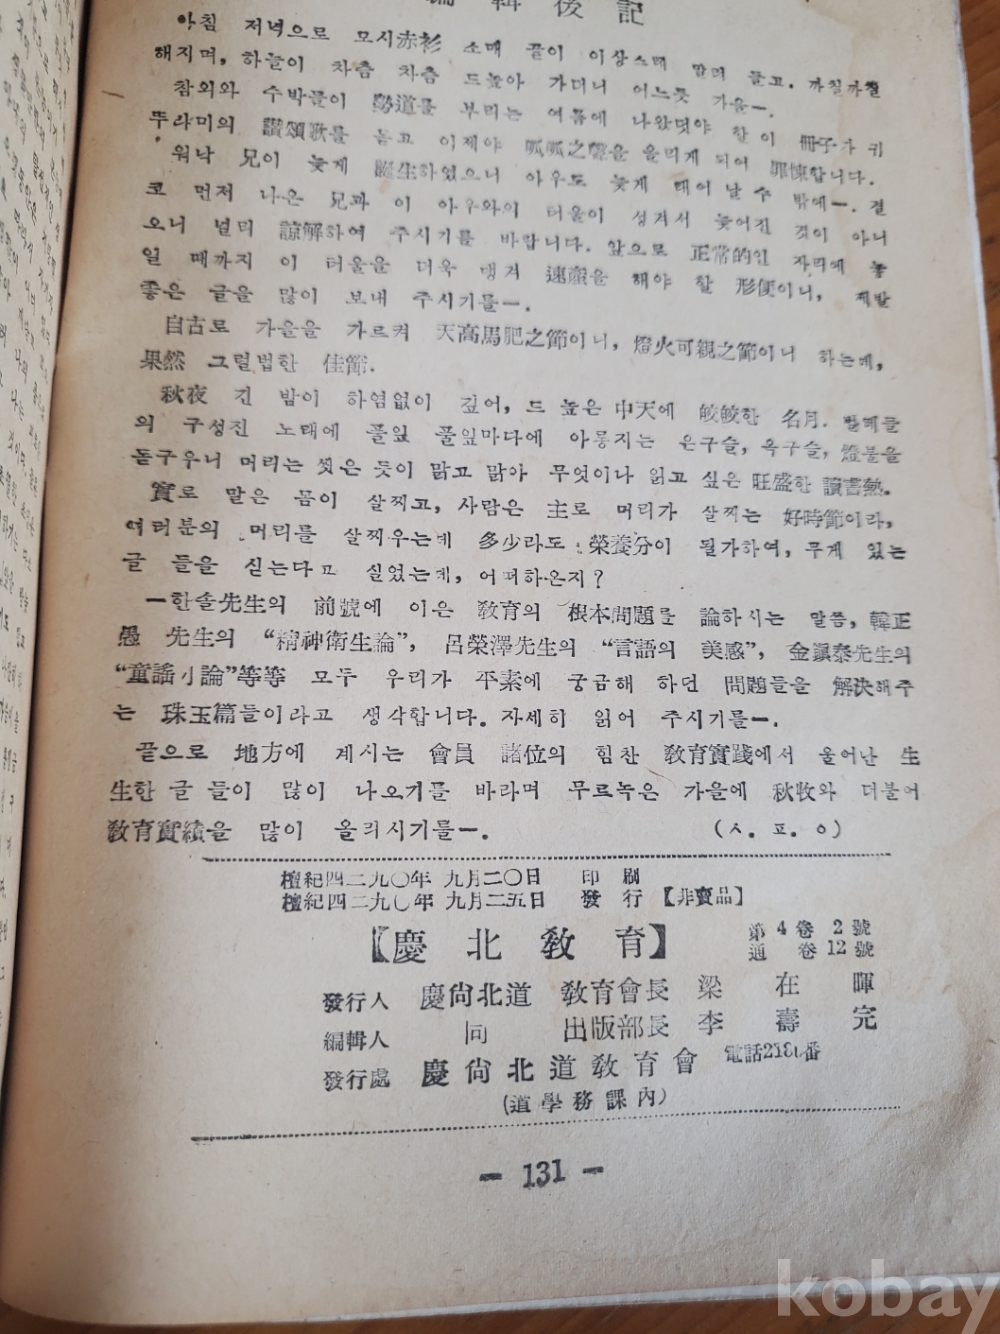 編輯後記
아침 저녁으로 모시赤衫 소매 끝이 이상스레 말려 들고. 까칠까칠
해지며, 하늘이 차츰 차츰 드높아 가더니 어느듯 가을—.
참외와 수박들이 勢道를 부리는 여름에 나왔더야 할 이 冊子가 귀
뚜라미의 讃頌歌를 듣고 이제야 呱呱之聲을 울리게 되어 罪悚합니다.
워낙 兄이 늦게 誕生하였으니 아우도 늦게 태어 날 수 밖에—. 결
코 먼저 나온 兄과 이 아우와의 터울이 성겨서 늦어진 것이 아니
오니 널리 諒解하여 주시기를 바랍니다. 앞으로 正常的인 자리에 놓
일 때까지 이 터울을 더욱 댕겨 速産을 해야 할 形便이니, 제발
좋은 글을 많이 보내 주시기를—.
自古로 가을을 가르켜 天高馬肥之節이니, 燈火可親之節이니 하는데,
果然 그럴법한 佳節.
秋夜 긴 밤이 하염없이 깊어, 드 높은 中天에 皎皎한 名月. 벌레들
의 구성진 노래에 풀잎 풀잎마다에 아롱지는 은구슬, 옥구슬, 燈불을
돋구우니 머리는 씻은 듯이 맑고 맑아 무엇이나 읽고 싶은 旺盛한 讀書熱.
實로 말은 몸이 살찌고, 사람은 主로 머리가 살찌는 好時節이라,
여러분의 머리를 살찌우는데 多少라도 榮養分이 될가하여, 무게 있는
글 들을 싣는다고 실었는데, 어떠하온지?
—한솔先生의 前號에 이은 敎育의 根本問題를 論하시는 말씀, 韓正
愚 先生의 “精神衛生論”, 呂榮澤先生의 “言語의 美感”, 金鎭泰先生의
“童謠小論”等等 모두 우리가 平素에 궁금해 하던 問題들을 解決해주
는 珠玉篇들이라고 생각합니다. 자세히 읽어 주시기를—.
끝으로 地方에 계시는 會員 諸位의 힘찬 敎育實践에서 울어난 生
生한 글 들이 많이 나오기를 바라며 무르녹은 가을에 秋收와 더불어
敎育實績을 많이 올리시기를—. (ㅅ. ㅍ. ㅇ)
檀紀四二九〇年 九月二〇日 印 刷
檀紀四二九〇年 九月二五日 發 行 【非賣品】
【慶 北 敎 育】 第 4 卷 2 號
通 卷 12 號
發行人 慶尙北道 敎育會長 梁 在 暉
編輯人 同 出版部長 李 壽 完
發行處 慶尙北道敎育會
(道學務課內)
— 131 —
kobay